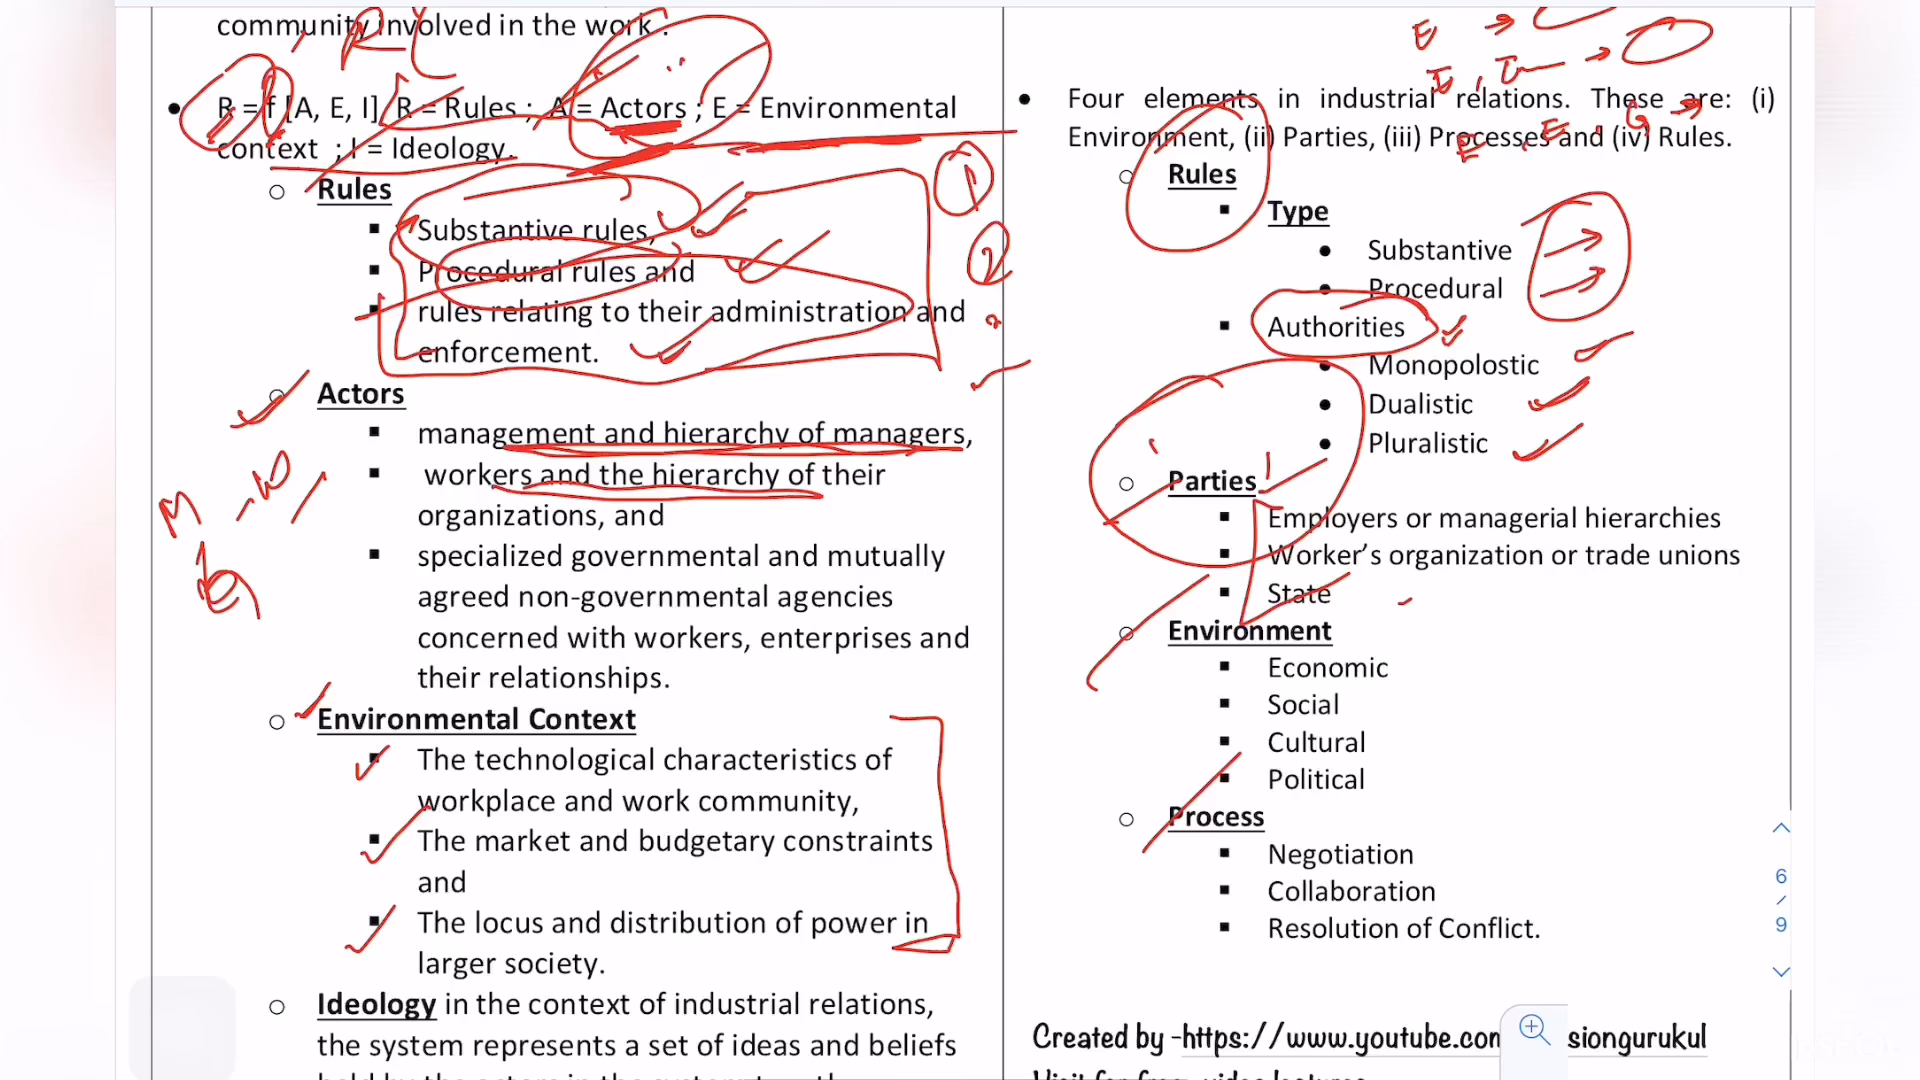 community involved in the work .
R = f [A, E, I] R = Rules ; A = Actors ; E = Environmental
context ; I = Ideology.
Rules
Substantive rules,
Procedural rules and
rules relating to their administration and
enforcement.
Actors
management and hierarchy of managers,
workers and the hierarchy of their
organizations, and
specialized governmental and mutually
agreed non-governmental agencies
concerned with workers, enterprises and
their relationships.
M , W ,
G
Environmental Context
The technological characteristics of
workplace and work community,
The market and budgetary constraints
and
The locus and distribution of power in
larger society.
Ideology in the context of industrial relations,
the system represents a set of ideas and beliefs
1
2
Four elements in industrial relations. These are: (i)
Environment, (ii) Parties, (iii) Processes and (iv) Rules.
Rules
Type
Substantive
Procedural
Authorities
Monopolostic
Dualistic
Pluralistic
Parties
Employers or managerial hierarchies
Worker's organization or trade unions
State
Environment
Economic
Social
Cultural
Political
Process
Negotiation
Collaboration
Resolution of Conflict.
6
9
Created by -https://www.youtube.com siongurukul